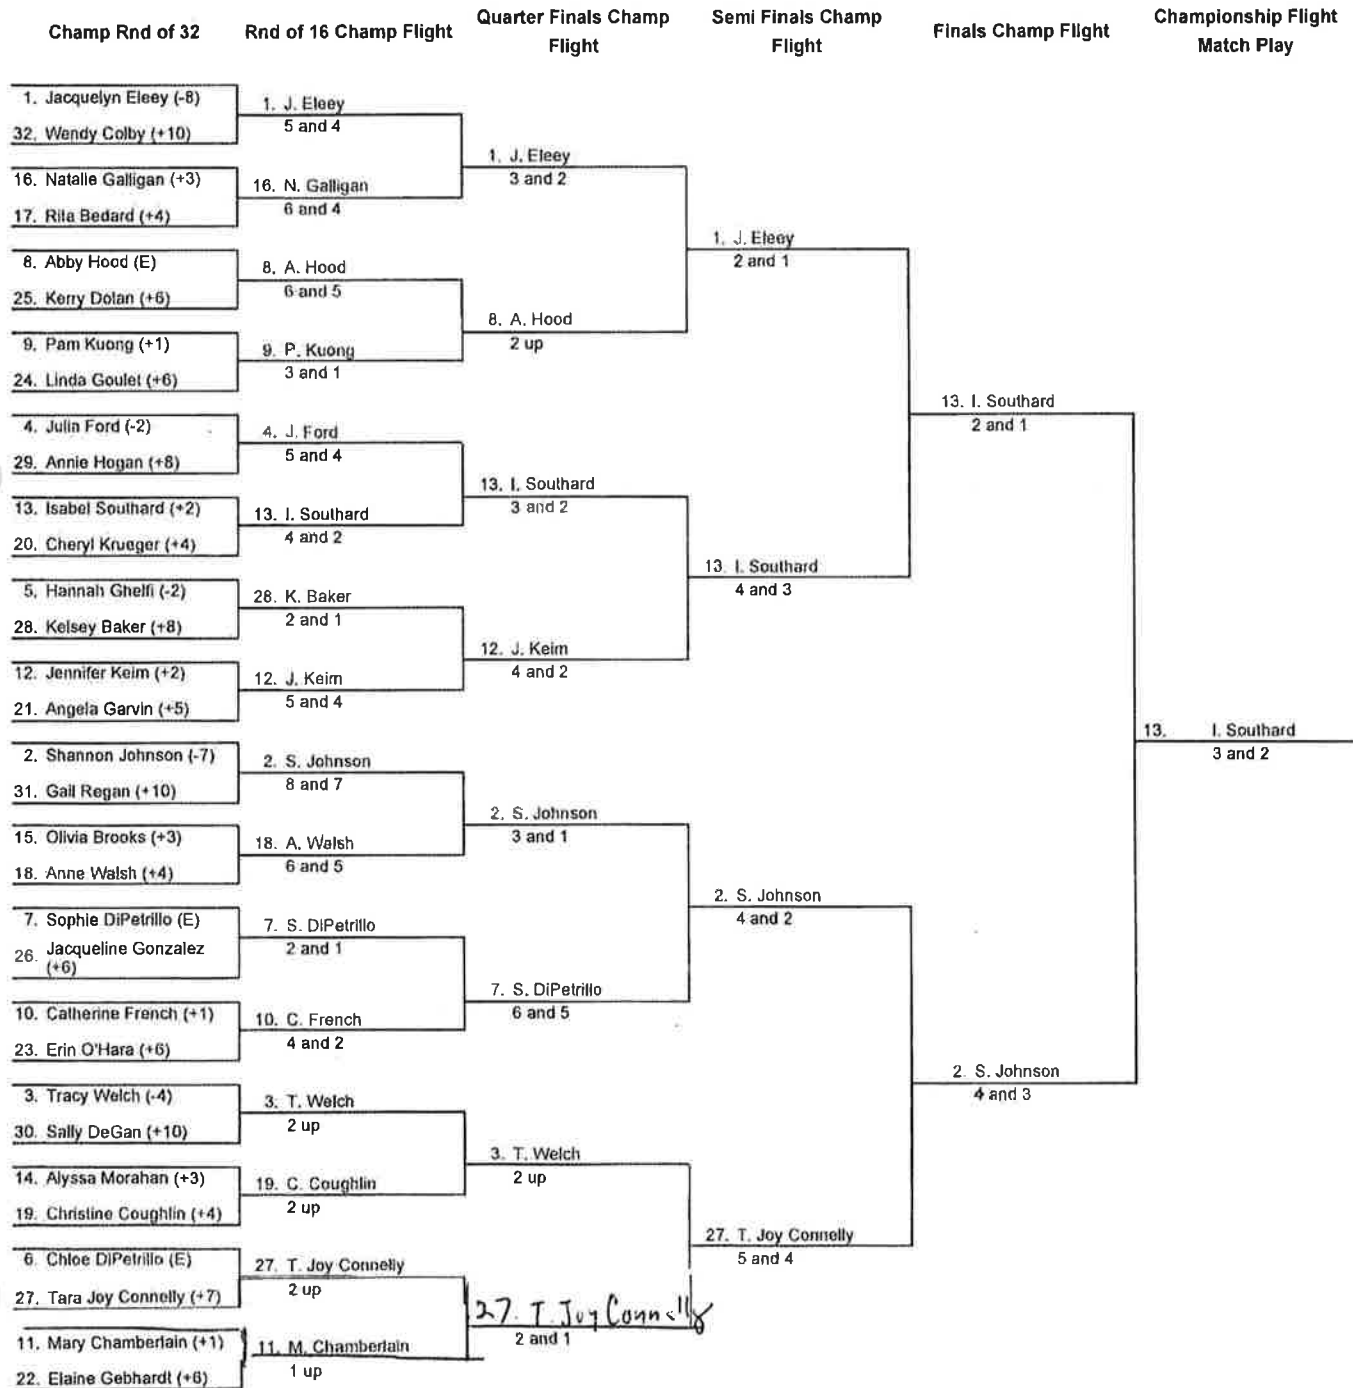 Champ Rnd of 32
Rnd of 16 Champ Flight
Quarter Finals Champ
Flight
Semi Finals Champ
Flight
Finals Champ Flight
Championship Flight
Match Play
1. Jacquelyn Eleey (-8)
32. Wendy Colby (+10)
16. Natalie Galligan (+3)
17. Rita Bedard (+4)
8. Abby Hood (E)
25. Kerry Dolan (+6)
9. Pam Kuong (+1)
24. Linda Goulet (+6)
4. Julin Ford (-2)
29. Annie Hogan (+8)
13. Isabel Southard (+2)
20. Cheryl Krueger (+4)
5. Hannah Ghelfi (-2)
28. Kelsey Baker (+8)
12. Jennifer Keim (+2)
21. Angela Garvin (+5)
2. Shannon Johnson (-7)
31. Gail Regan (+10)
15. Olivia Brooks (+3)
18. Anne Walsh (+4)
7. Sophie DiPetrillo (E)
26. Jacqueline Gonzalez
(+6)
10. Catherine French (+1)
23. Erin O'Hara (+6)
3. Tracy Welch (-4)
30. Sally DeGan (+10)
14. Alyssa Morahan (+3)
19. Christine Coughlin (+4)
6. Chloe DiPetrillo (E)
27. Tara Joy Connelly (+7)
11. Mary Chamberlain (+1)
22. Elaine Gebhardt (+6)
1. J. Eleey
5 and 4
16. N. Galligan
6 and 4
8. A. Hood
6 and 5
9. P. Kuong
3 and 1
4. J. Ford
5 and 4
13. I. Southard
4 and 2
28. K. Baker
2 and 1
12. J. Keim
5 and 4
2. S. Johnson
8 and 7
18. A. Walsh
6 and 5
7. S. DiPetrillo
2 and 1
10. C. French
4 and 2
3. T. Welch
2 up
19. C. Coughlin
2 up
27. T. Joy Connelly
2 up
11. M. Chamberlain
1 up
1. J. Eleey
3 and 2
8. A. Hood
2 up
13. I. Southard
3 and 2
12. J. Keim
4 and 2
2. S. Johnson
3 and 1
7. S. DiPetrillo
6 and 5
3. T. Welch
2 up
27. T. Joy Connelly
2 and 1
1. J. Eleey
2 and 1
13. I. Southard
4 and 3
2. S. Johnson
4 and 2
27. T. Joy Connelly
5 and 4
13. I. Southard
2 and 1
2. S. Johnson
4 and 3
13. I. Southard
3 and 2